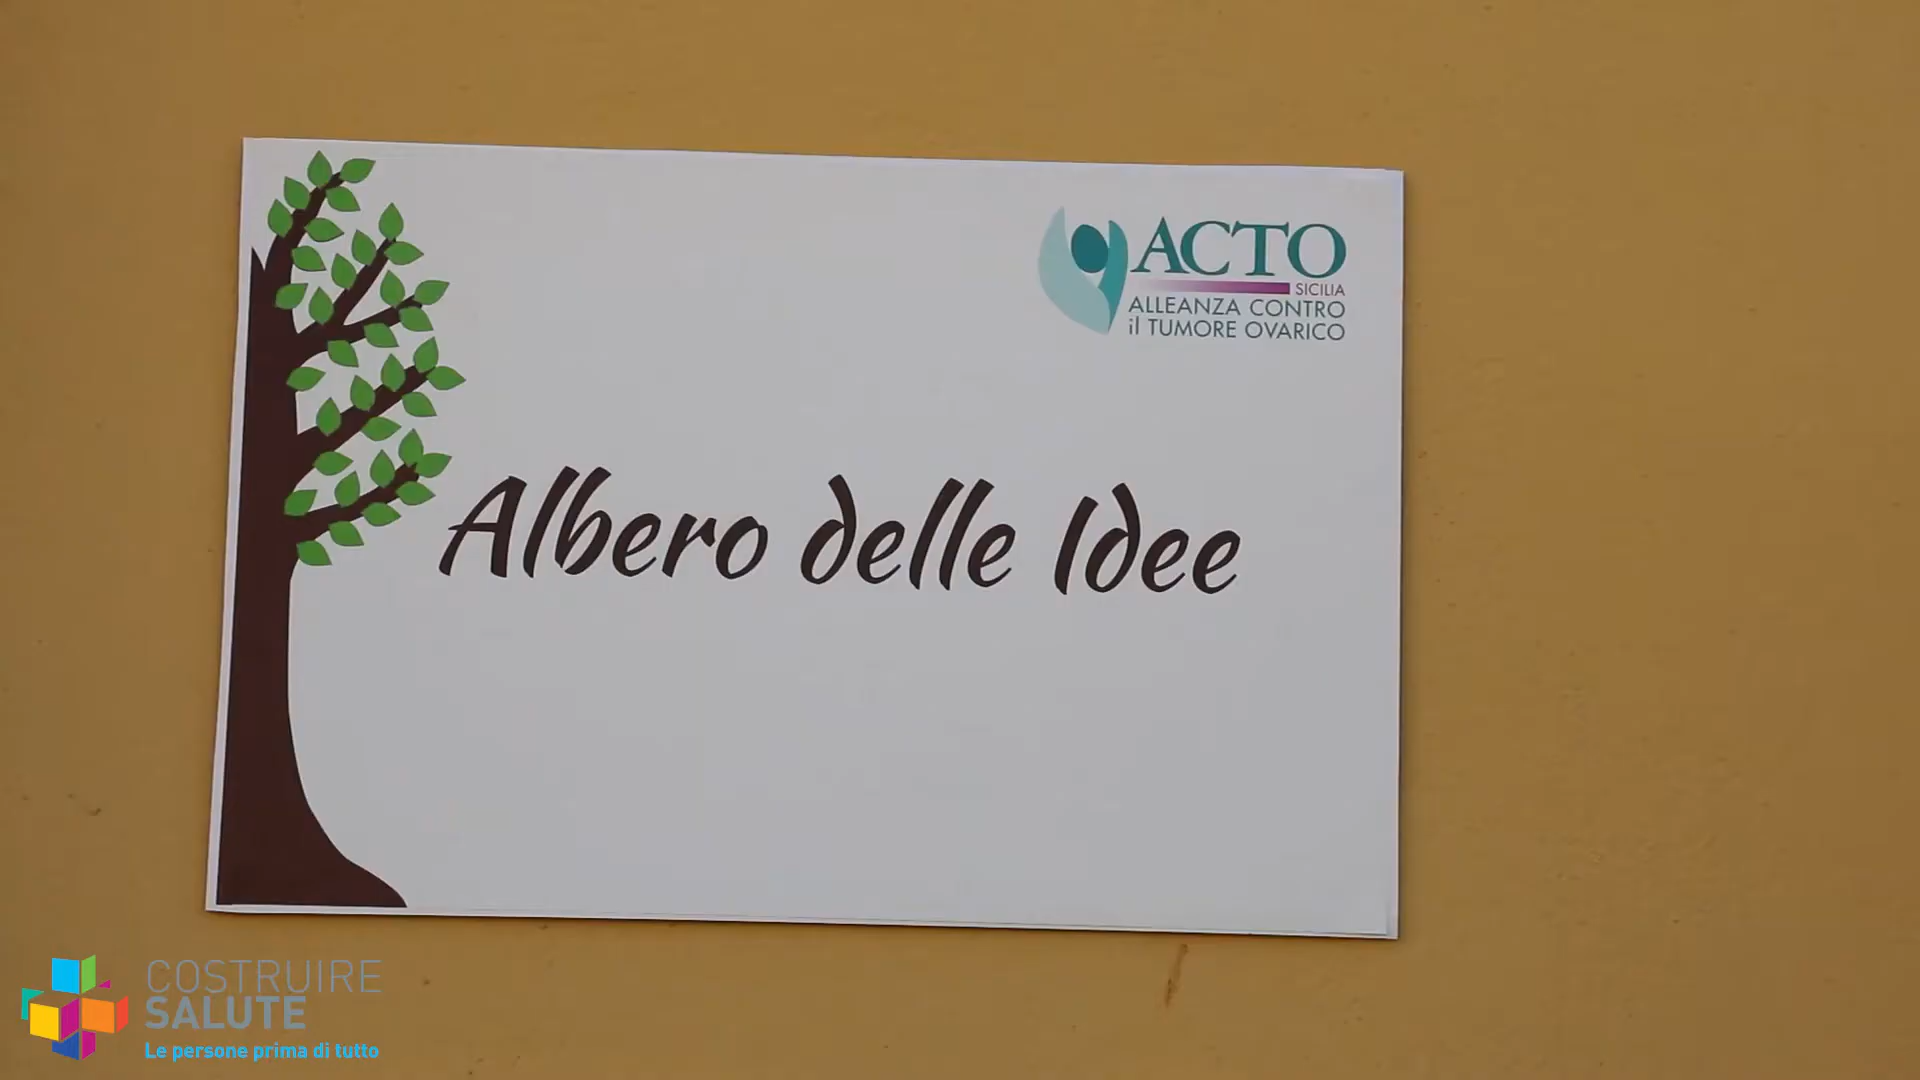 ACTO
SICILIA
ALLEANZA CONTRO
il TUMORE OVARICO
Albero delle Idee
COSTRUIRE
SALUTE
Le persone prima di tutto